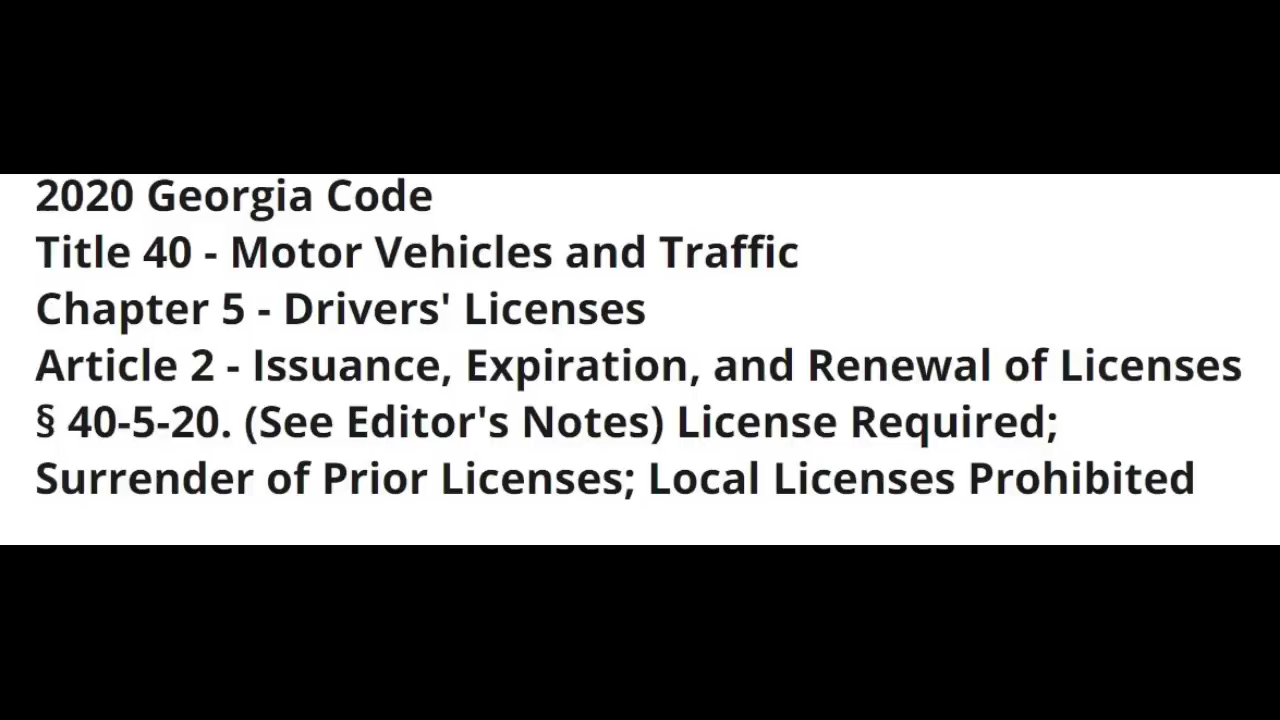 2020 Georgia Code
Title 40 - Motor Vehicles and Traffic
Chapter 5 - Drivers' Licenses
Article 2 - Issuance, Expiration, and Renewal of Licenses
§ 40-5-20. (See Editor's Notes) License Required;
Surrender of Prior Licenses; Local Licenses Prohibited